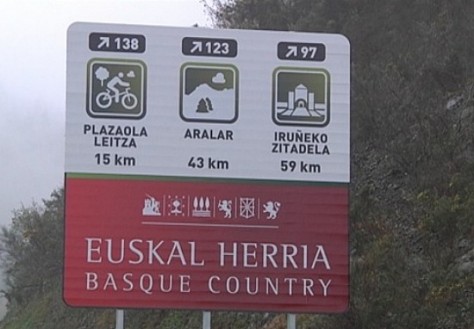 ↗ 138 ↗ 123 ↗ 97
PLAZAOLA
LEITZA
15 km
ARALAR
43 km
IRUÑEKO
ZITADELA
59 km
EUSKAL HERRIA
BASQUE COUNTRY